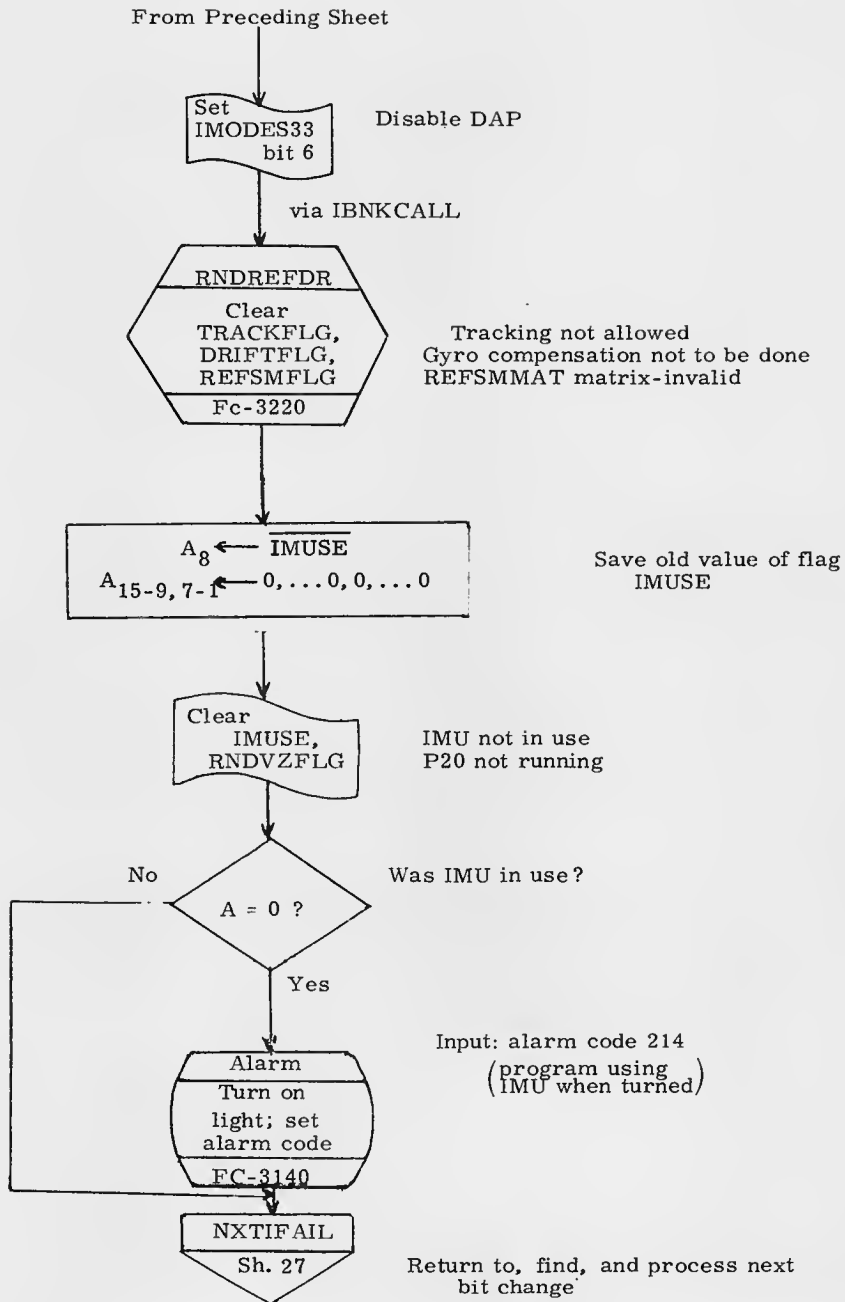 From Preceding Sheet
Set
IMODES33
bit 6
Disable DAP
via IBNKCALL
RNDREFDR
Clear
TRACKFLG,
DRIFTFLG,
REFSMFLG
Fc-3220
Tracking not allowed
Gyro compensation not to be done
REFSMMAT matrix-invalid
A8 ← IMUSE
A15-9, 7-1 ← 0,...0,0,...0
Save old value of flag
IMUSE
Clear
IMUSE,
RNDVZFLG
IMU not in use
P20 not running
No
A = 0 ?
Was IMU in use?
Yes
Alarm
Turn on
light; set
alarm code
FC-3140
Input: alarm code 214
(program using
IMU when turned)
NXTIFAIL
Sh. 27
Return to, find, and process next
bit change